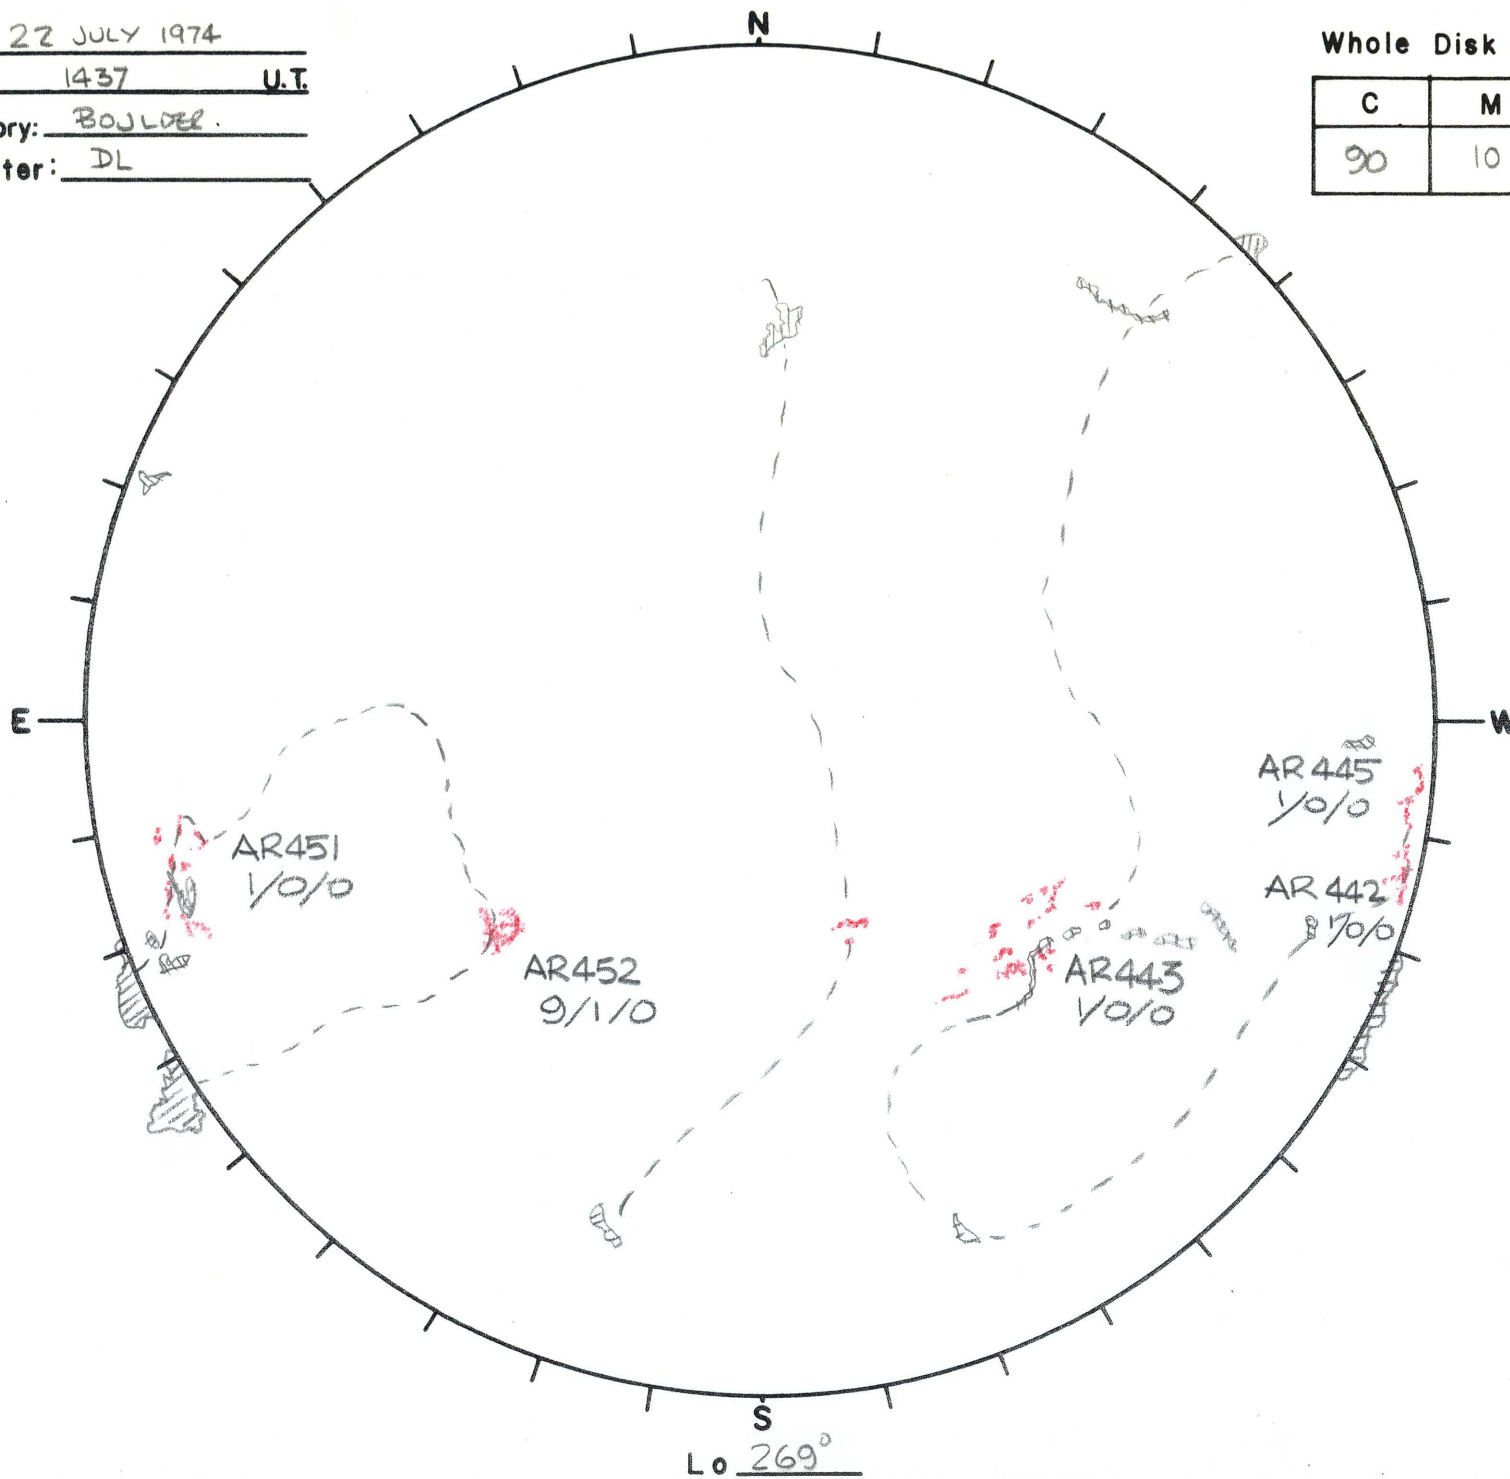 22 JULY 1974
1437 U.T.
ory: BOULDER.
ter: DL
N
Whole Disk
C M
90 10
E
W
AR451
1/0/0
AR452
9/1/0
AR443
1/0/0
AR445
1/0/0
AR442
1/0/0
S
Lo 269°